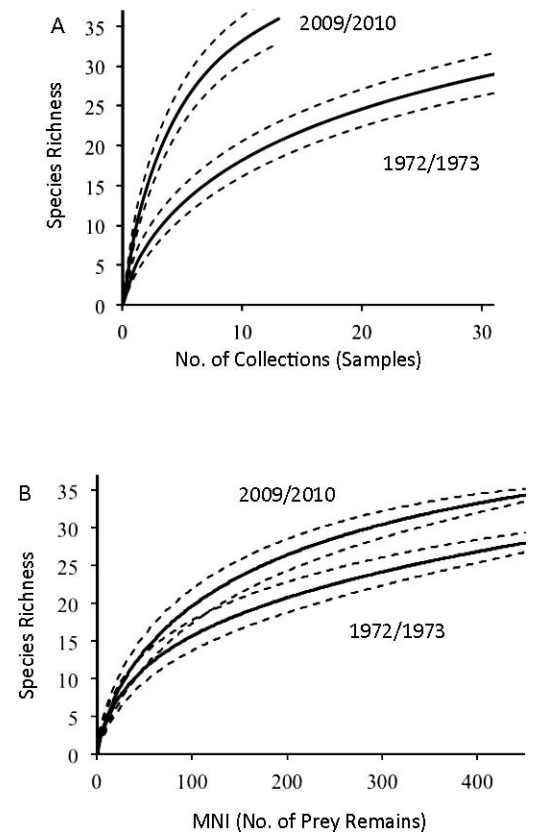 A
2009/2010
35
30
25
20
15
10
5
0
Species Richness
1972/1973
0 10 20 30
No. of Collections (Samples)
B
2009/2010
35
30
25
20
15
10
5
0
Species Richness
1972/1973
0 100 200 300 400
MNI (No. of Prey Remains)